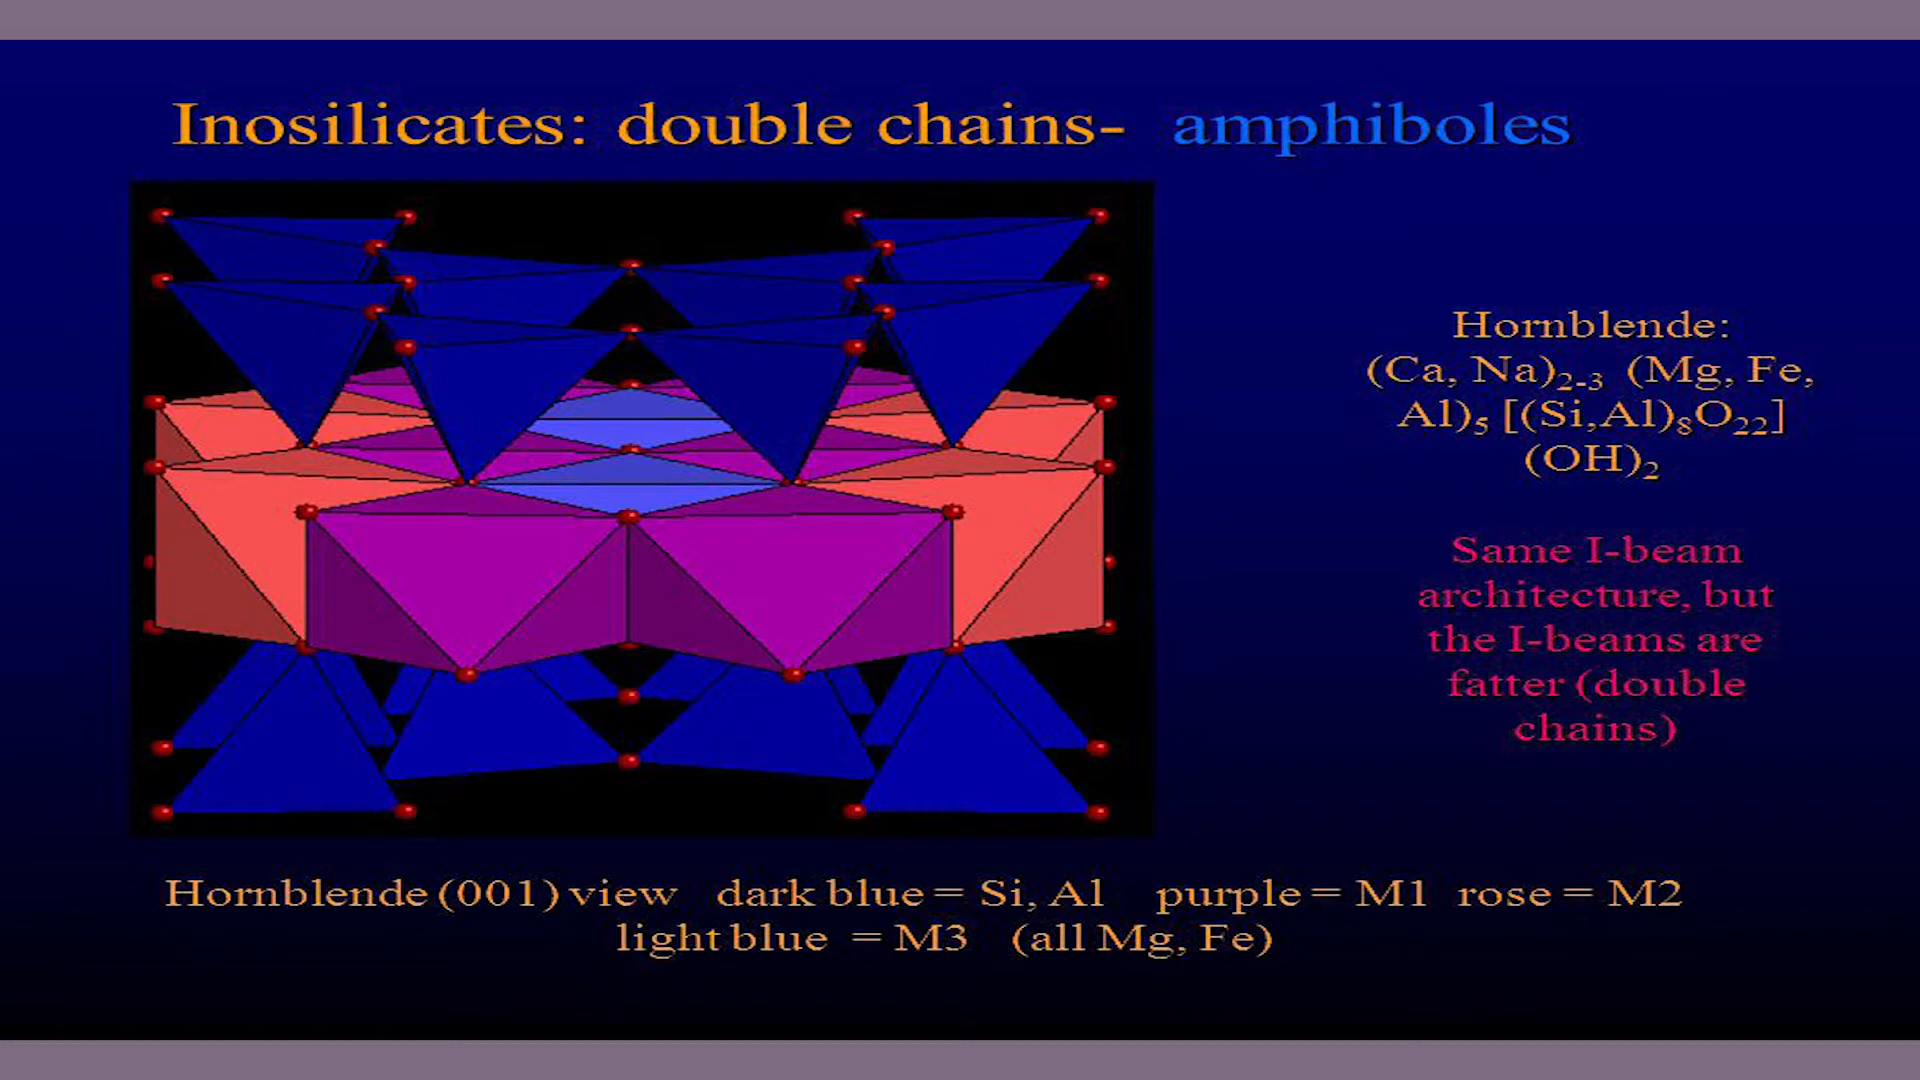 Inosilicates: double chains- amphiboles
Hornblende:
(Ca, Na)₂₋₃ (Mg, Fe,
Al)₅ [(Si,Al)₈O₂₂]
(OH)₂
Same I-beam
architecture, but
the I-beams are
fatter (double
chains)
Hornblende (001) view dark blue = Si, Al purple = M1 rose = M2
light blue = M3 (all Mg, Fe)